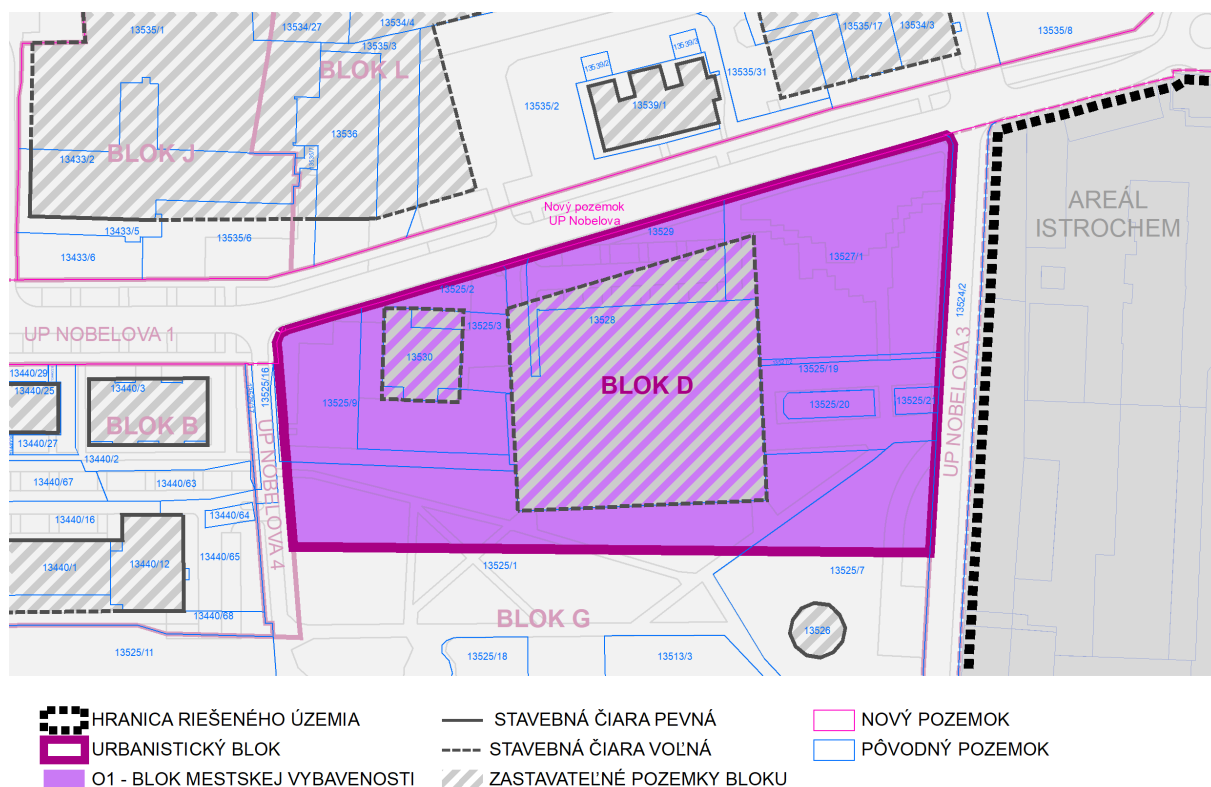 13535/1
13534/27
13534/4
13535/3
BLOK L
13535/17
13534/3
13535/8
13539/2
13539/3
13535/31
13535/2
13539/1
13536
BLOK J
13433/2
13433/5
13535/6
13433/6
Nový pozemok
UP Nobelova
AREÁL
ISTROCHEM
13529
13527/1
13525/2
13524/2
13525/3
13528
UP NOBELOVA 1
13530
13525/19
BLOK D
13440/29
13440/25
13440/3
13525/16
13525/9
13525/20
13525/21
BLOK B
13440/27
13440/2
UP NOBELOVA 4
UP NOBELOVA 3
13440/67
13440/63
13440/16
13440/64
13440/65
13440/1
13440/12
13525/1
13525/7
13440/68
BLOK G
13526
13525/11
13525/18
13513/3
HRANICA RIEŠENÉHO ÚZEMIA
STAVEBNÁ ČIARA PEVNÁ
NOVÝ POZEMOK
URBANISTICKÝ BLOK
STAVEBNÁ ČIARA VOĽNÁ
PÔVODNÝ POZEMOK
O1 - BLOK MESTSKEJ VYBAVENOSTI
ZASTAVATEĽNÉ POZEMKY BLOKU